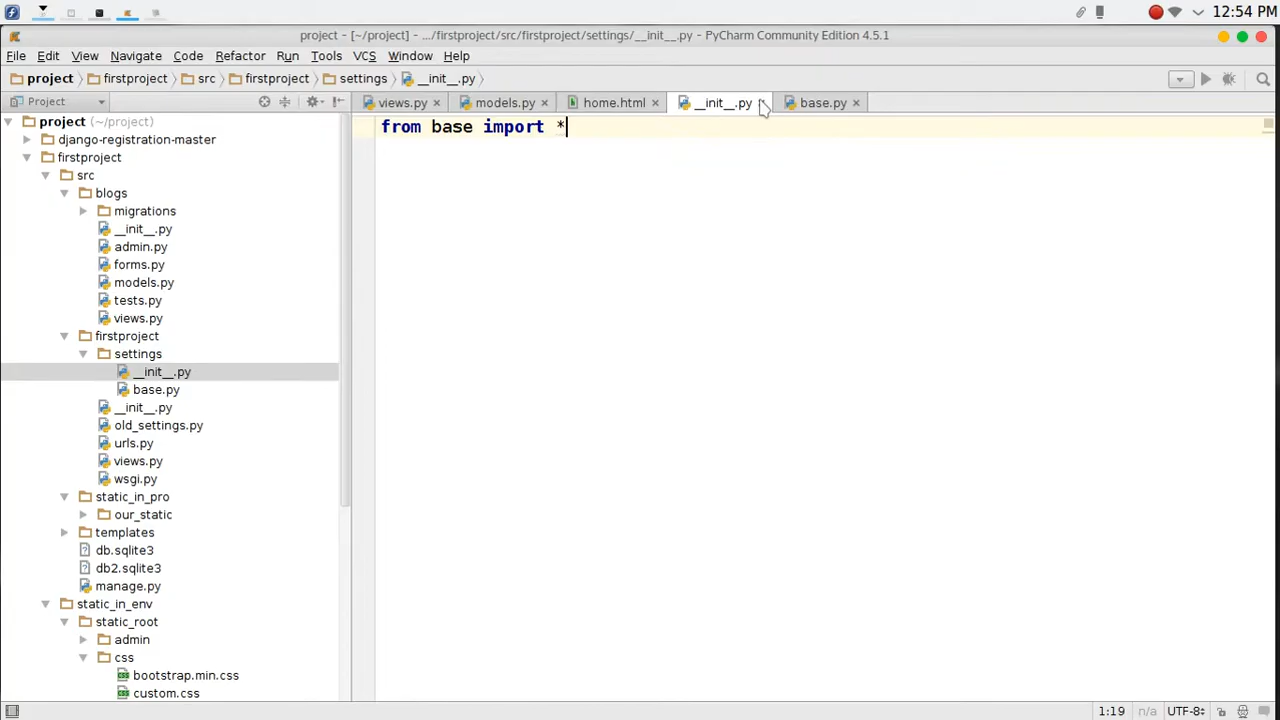 12:54 PM
project - [~/project] - .../firstproject/src/firstproject/settings/__init__.py - PyCharm Community Edition 4.5.1
File Edit View Navigate Code Refactor Run Tools VCS Window Help
project firstproject src firstproject settings __init__.py
Project
views.py models.py home.html __init__.py base.py
from base import *
project (~/project)
django-registration-master
firstproject
src
blogs
migrations
__init__.py
admin.py
forms.py
models.py
tests.py
views.py
firstproject
settings
__init__.py
base.py
__init__.py
old_settings.py
urls.py
views.py
wsgi.py
static_in_pro
our_static
templates
db.sqlite3
db2.sqlite3
manage.py
static_in_env
static_root
admin
css
bootstrap.min.css
custom.css
1:19 n/a UTF-8